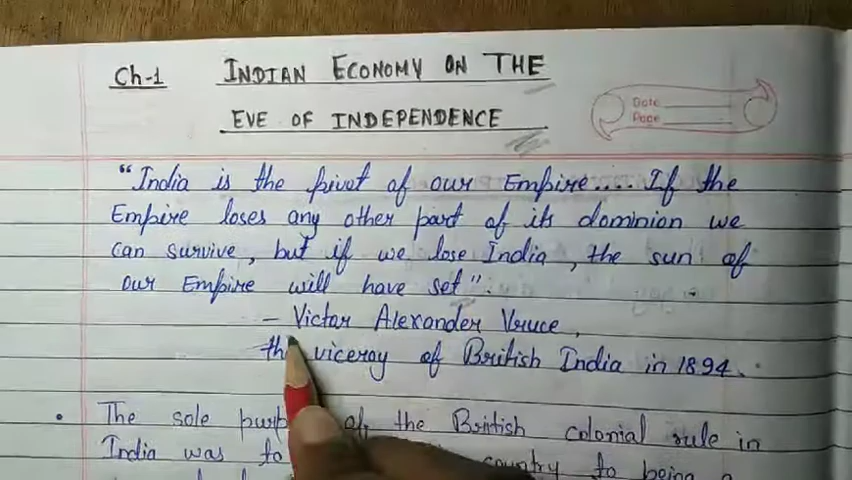 Ch-1 INDIAN ECONOMY ON THE
EVE OF INDEPENDENCE
Date
Page
"India is the pivot of our Empire.... If the
Empire loses any other part of its dominion we
can survive, but if we lose India, the sun of
our Empire will have set".
- Victor Alexander Vruce,
the viceroy of British India in 1894.
• The sole of the British colonial rule in
India was to country to being a